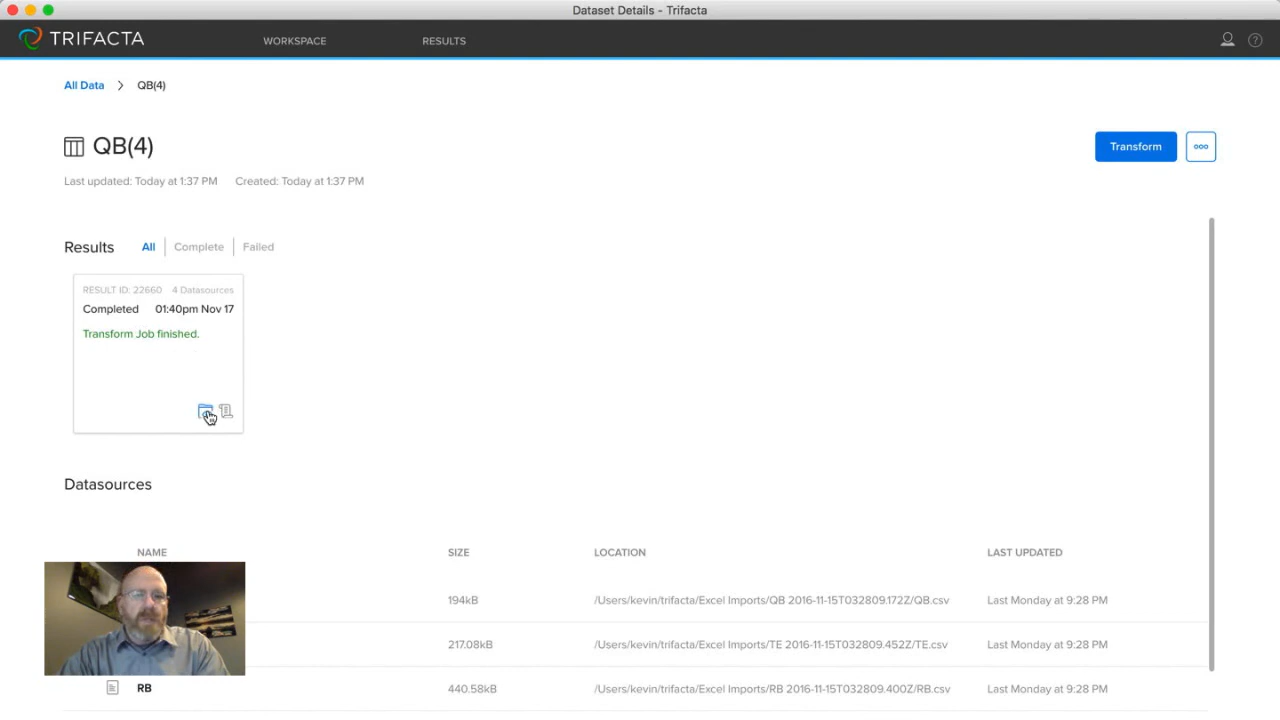 Dataset Details - Trifacta
TRIFACTA
WORKSPACE
RESULTS
?
All Data > QB(4)
QB(4)
Transform
Last updated: Today at 1:37 PM Created: Today at 1:37 PM
Results All Complete Failed
RESULT ID: 22660 4 Datasources
Completed 01:40pm Nov 17
Transform Job finished.
Datasources
NAME SIZE LOCATION LAST UPDATED
194kB /Users/kevin/trifacta/Excel Imports/QB 2016-11-15T032809.172Z/QB.csv Last Monday at 9:28 PM
217.08kB /Users/kevin/trifacta/Excel Imports/TE 2016-11-15T032809.452Z/TE.csv Last Monday at 9:28 PM
RB 440.58kB /Users/kevin/trifacta/Excel Imports/RB 2016-11-15T032809.400Z/RB.csv Last Monday at 9:28 PM